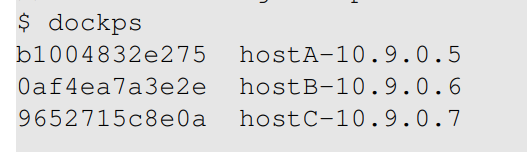 $ dockps
b1004832e275 hostA-10.9.0.5
0af4ea7a3e2e hostB-10.9.0.6
9652715c8e0a hostC-10.9.0.7